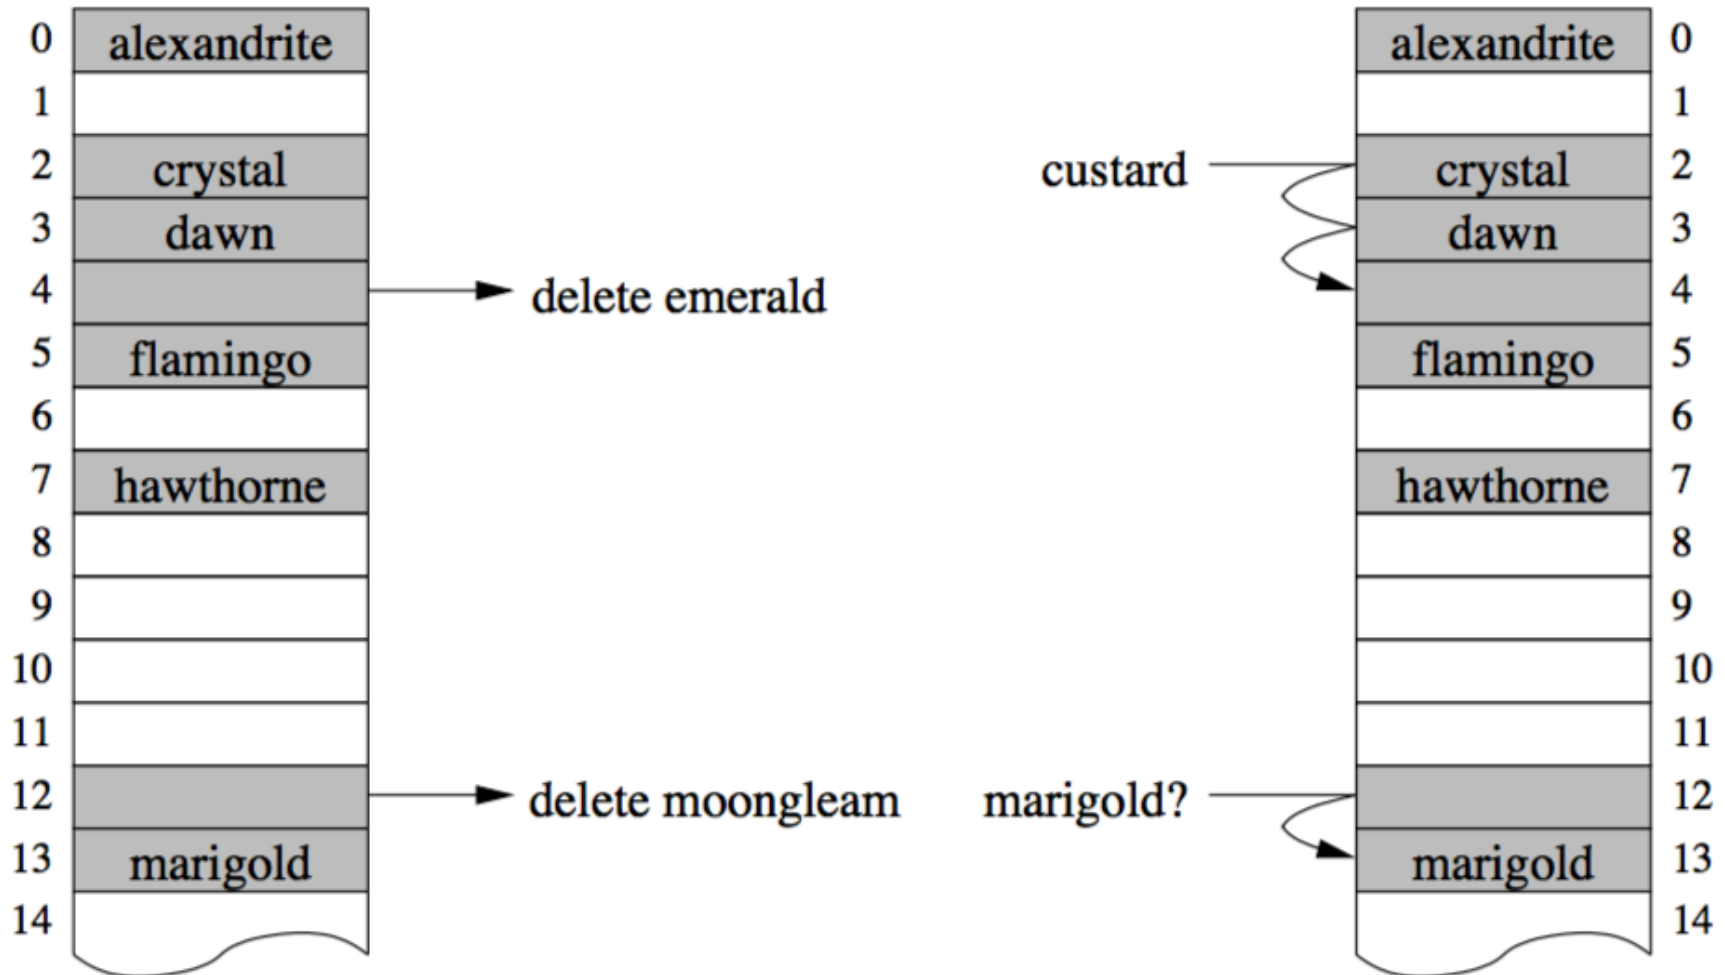 0 alexandrite alexandrite 0
1 1
2 crystal custard crystal 2
3 dawn dawn 3
4 delete emerald 4
5 flamingo flamingo 5
6 6
7 hawthorne hawthorne 7
8 8
9 9
10 10
11 11
12 delete moongleam marigold? 12
13 marigold marigold 13
14 14